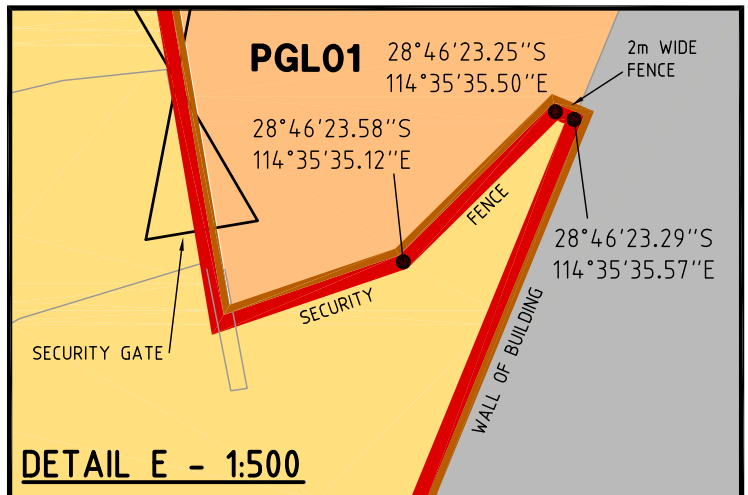 PGL01
28°46'23.25"S
114°35'35.50"E
2m WIDE
FENCE
28°46'23.58"S
114°35'35.12"E
FENCE
28°46'23.29"S
114°35'35.57"E
SECURITY
WALL OF BUILDING
SECURITY GATE
DETAIL E - 1:500